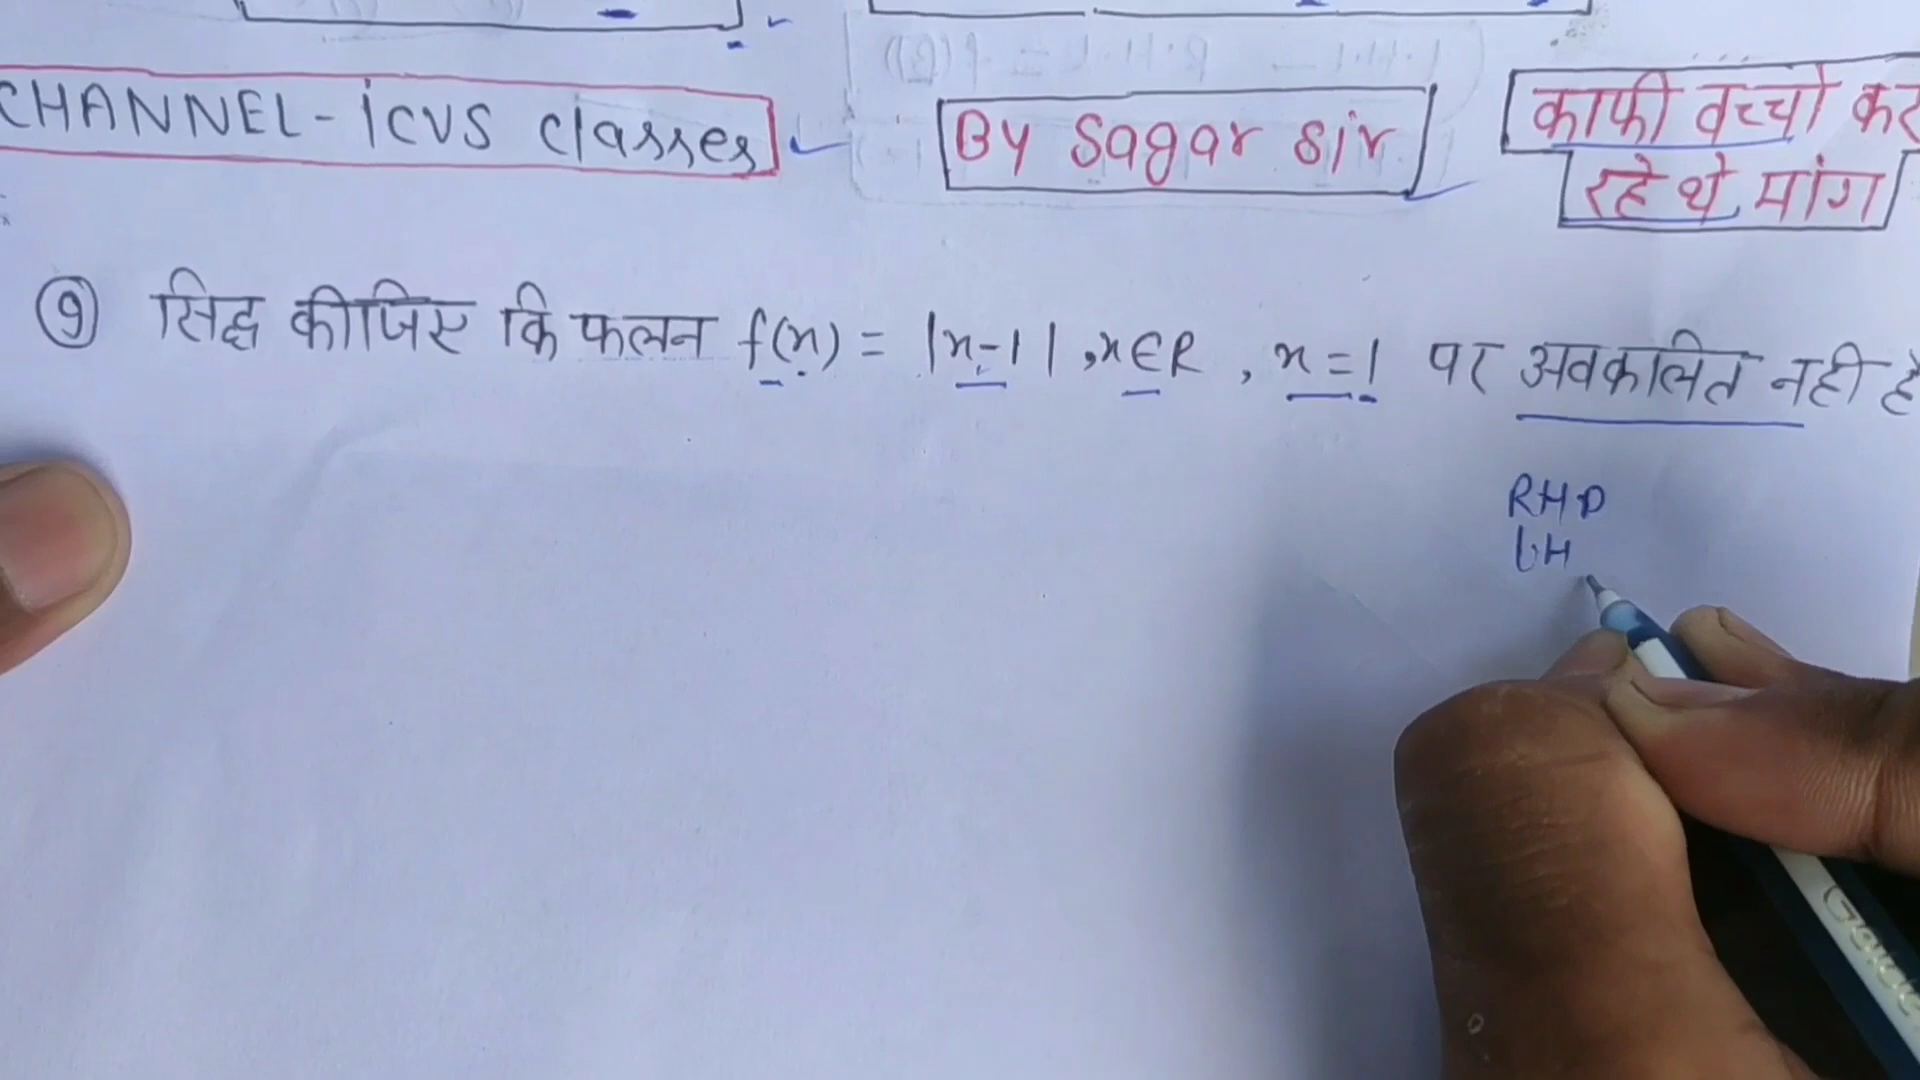 CHANNEL - iCVS Classes
By Sagar Sir
काफी बच्चो कर
रहे थे मांग
9 सिद्ध कीजिए कि फलन f(x) = |x-1| , x∈R , x=1 पर अवकलित नही है
RHD
LH